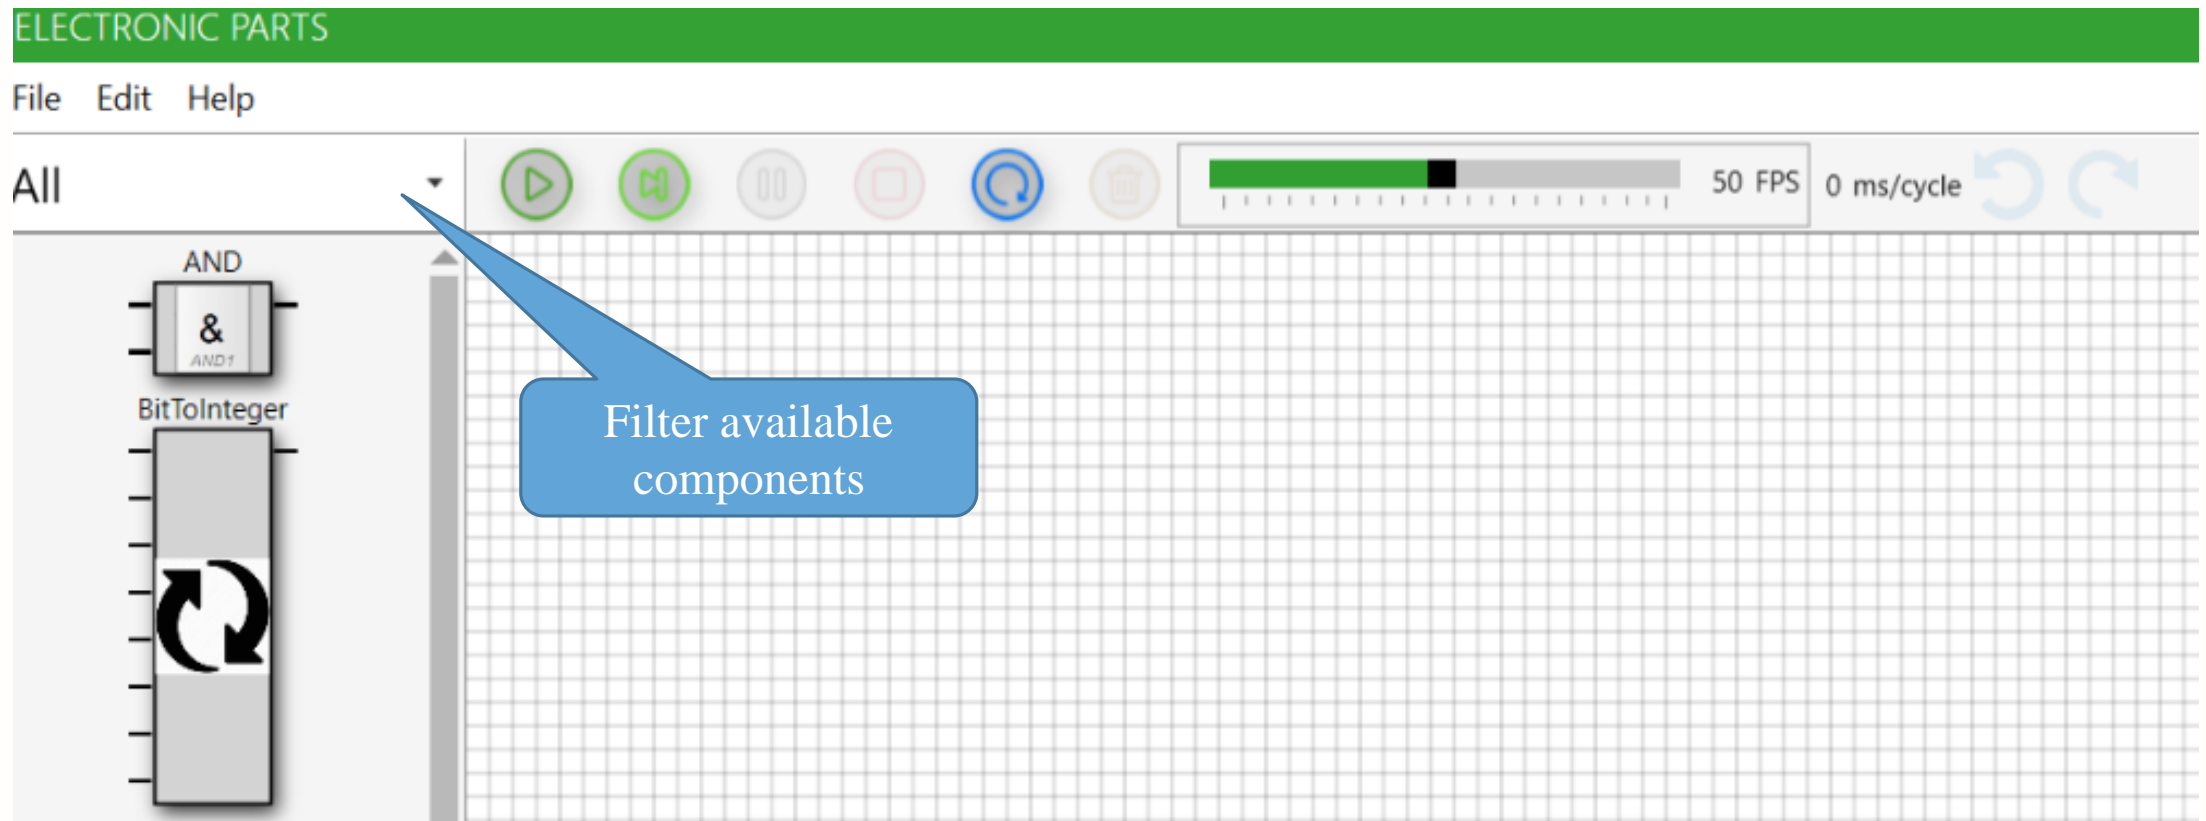 ELECTRONIC PARTS
File Edit Help
All
50 FPS
0 ms/cycle
AND
&
AND1
BitToInteger
Filter available
components